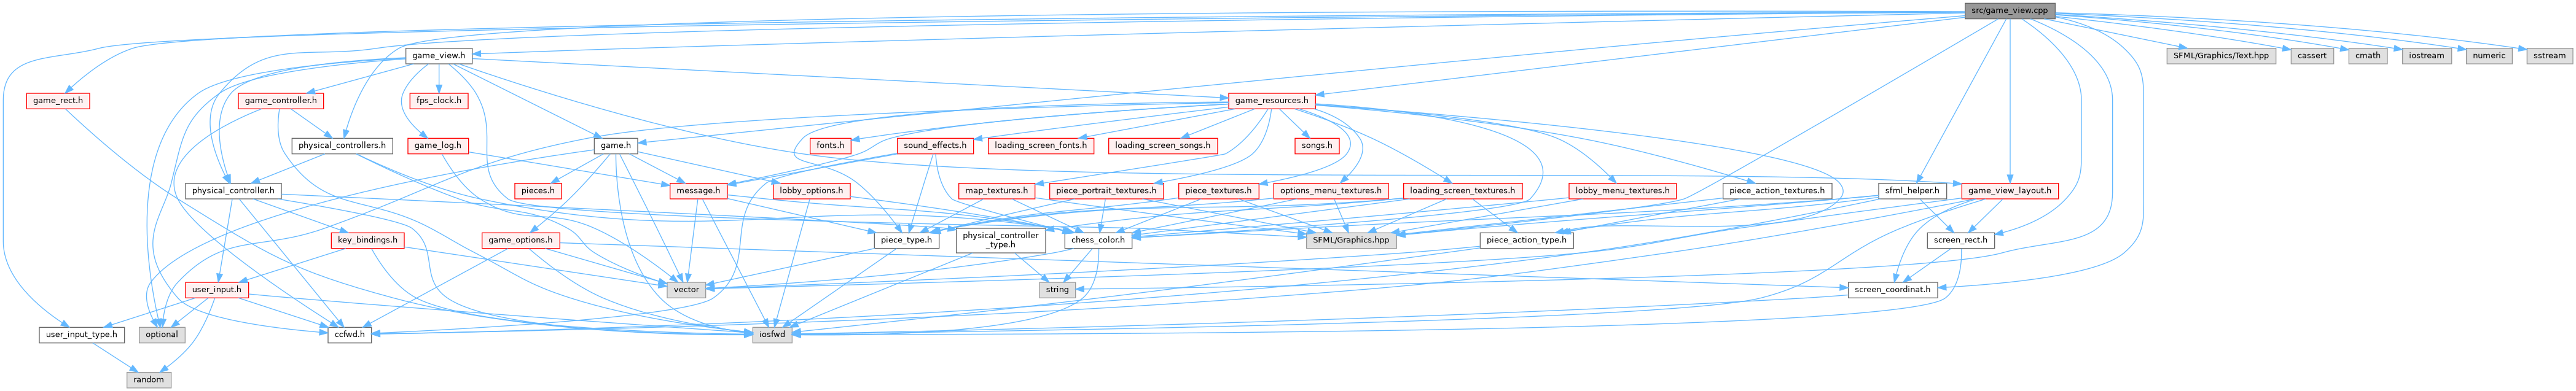 src/game_view.cpp
game_view.h
SFML/Graphics/Text.hpp
cassert
cmath
iostream
numeric
sstream
game_rect.h
game_controller.h
fps_clock.h
game_resources.h
physical_controllers.h
game_log.h
game.h
fonts.h
sound_effects.h
loading_screen_fonts.h
loading_screen_songs.h
songs.h
physical_controller.h
pieces.h
message.h
lobby_options.h
map_textures.h
piece_portrait_textures.h
piece_textures.h
options_menu_textures.h
loading_screen_textures.h
lobby_menu_textures.h
piece_action_textures.h
sfml_helper.h
game_view_layout.h
key_bindings.h
game_options.h
piece_type.h
physical_controller
_type.h
chess_color.h
SFML/Graphics.hpp
piece_action_type.h
screen_rect.h
user_input.h
vector
string
screen_coordinat.h
user_input_type.h
optional
ccfwd.h
iosfwd
random